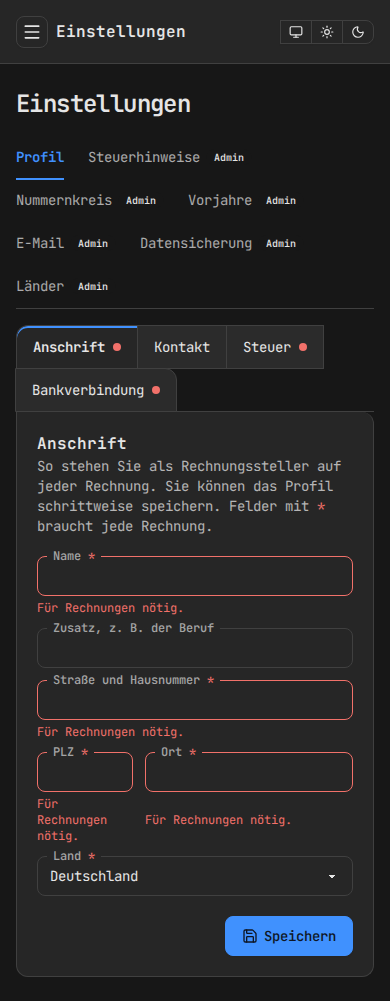 Einstellungen
Einstellungen
Profil Steuerhinweise Admin
Nummernkreis Admin Vorjahre Admin
E-Mail Admin Datensicherung Admin
Länder Admin
Anschrift Kontakt Steuer
Bankverbindung
Anschrift
So stehen Sie als Rechnungssteller auf
jeder Rechnung. Sie können das Profil
schrittweise speichern. Felder mit *
braucht jede Rechnung.
Name *
Für Rechnungen nötig.
Zusatz, z. B. der Beruf
Straße und Hausnummer *
Für Rechnungen nötig.
PLZ * Ort *
Für
Rechnungen
nötig.
Für Rechnungen nötig.
Land *
Deutschland
Speichern